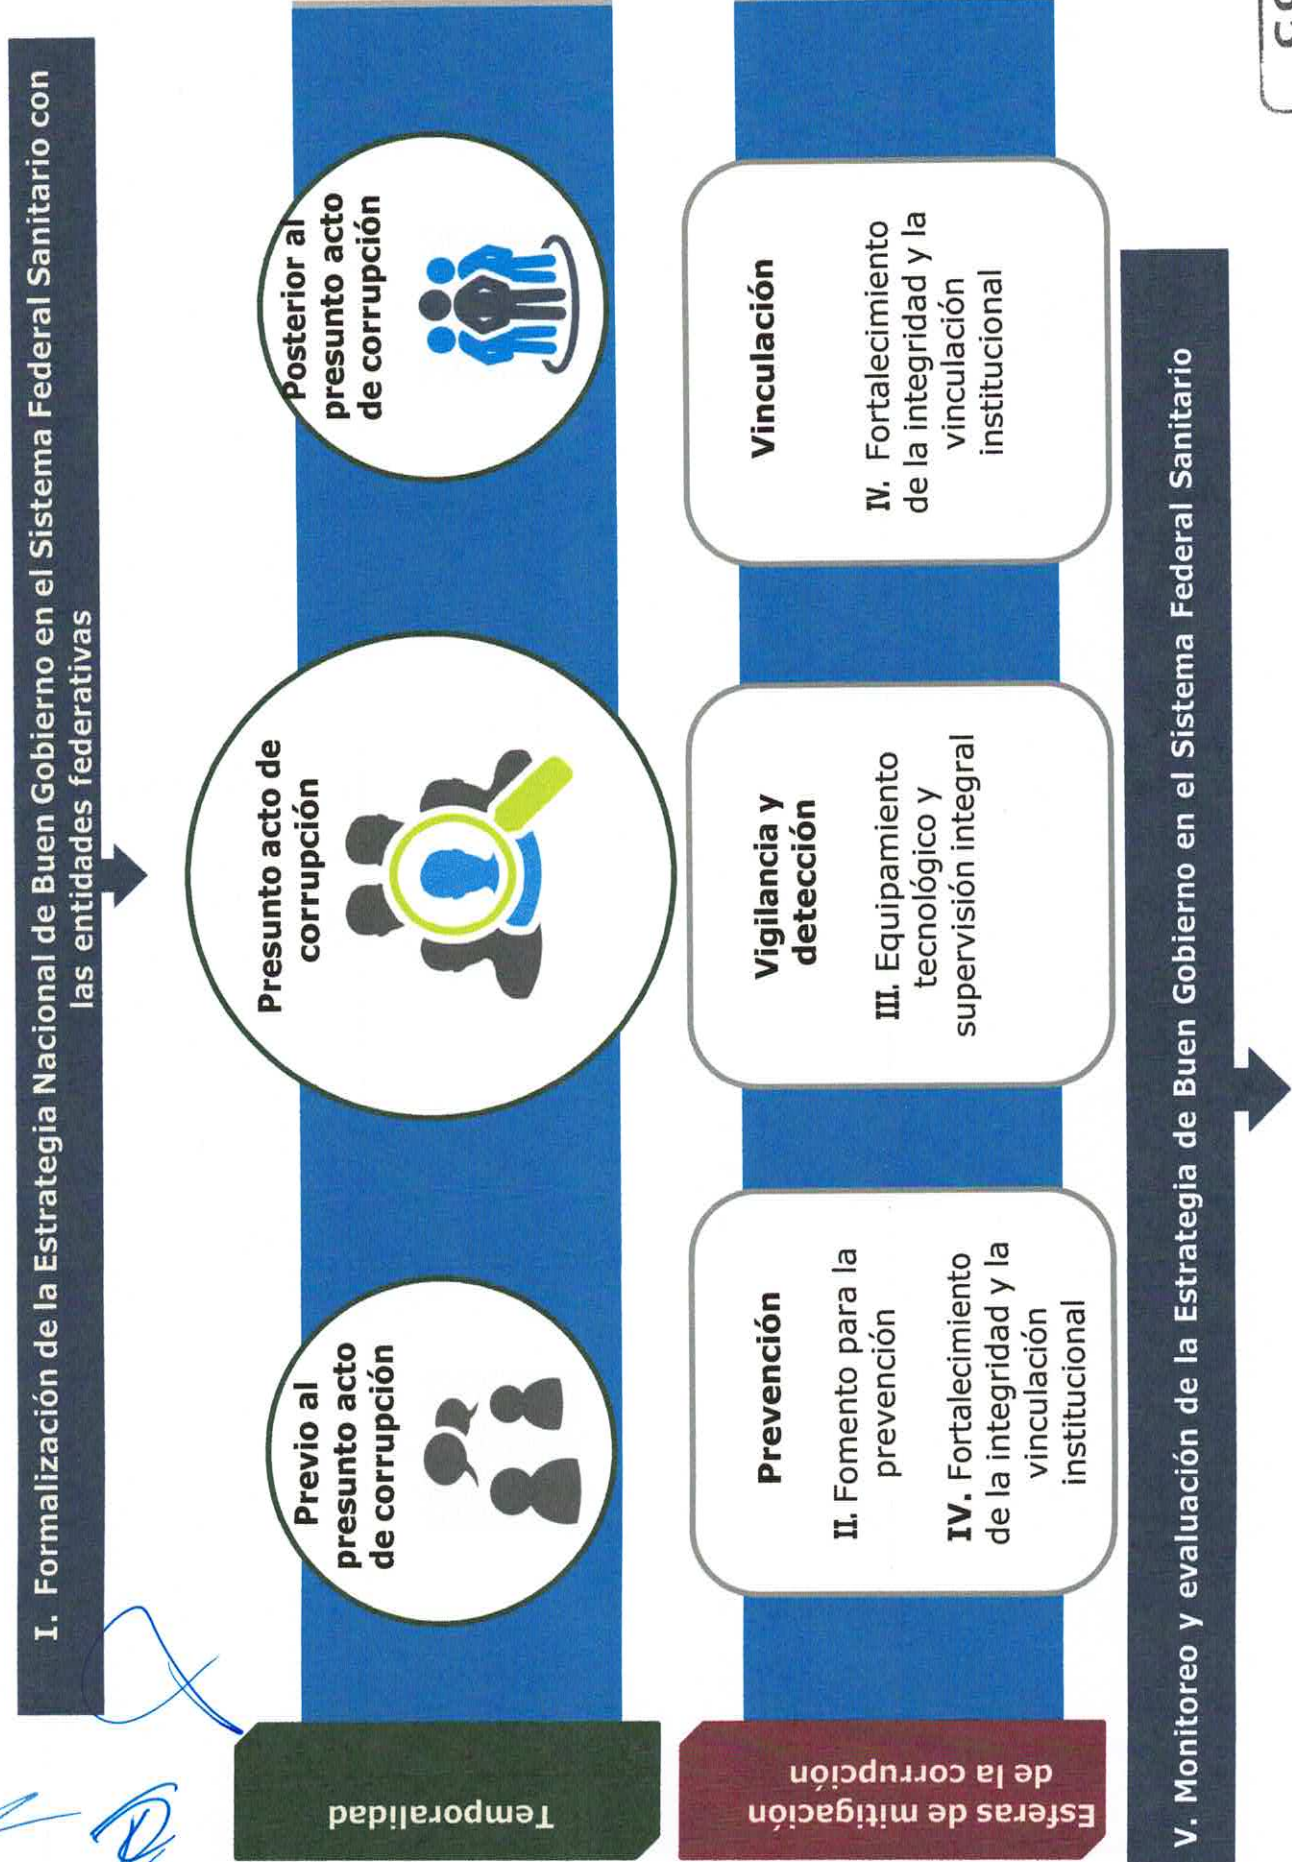 I. Formalización de la Estrategia Nacional de Buen Gobierno en el Sistema Federal Sanitario con
las entidades federativas
Temporalidad
Previo al
presunto acto
de corrupción
Presunto acto de
corrupción
Posterior al
presunto acto
de corrupción
Esferas de mitigación
de la corrupción
Prevención
II. Fomento para la
prevención
IV. Fortalecimiento
de la integridad y la
vinculación
institucional
Vigilancia y
detección
III. Equipamiento
tecnológico y
supervisión integral
Vinculación
IV. Fortalecimiento
de la integridad y la
vinculación
institucional
V. Monitoreo y evaluación de la Estrategia de Buen Gobierno en el Sistema Federal Sanitario